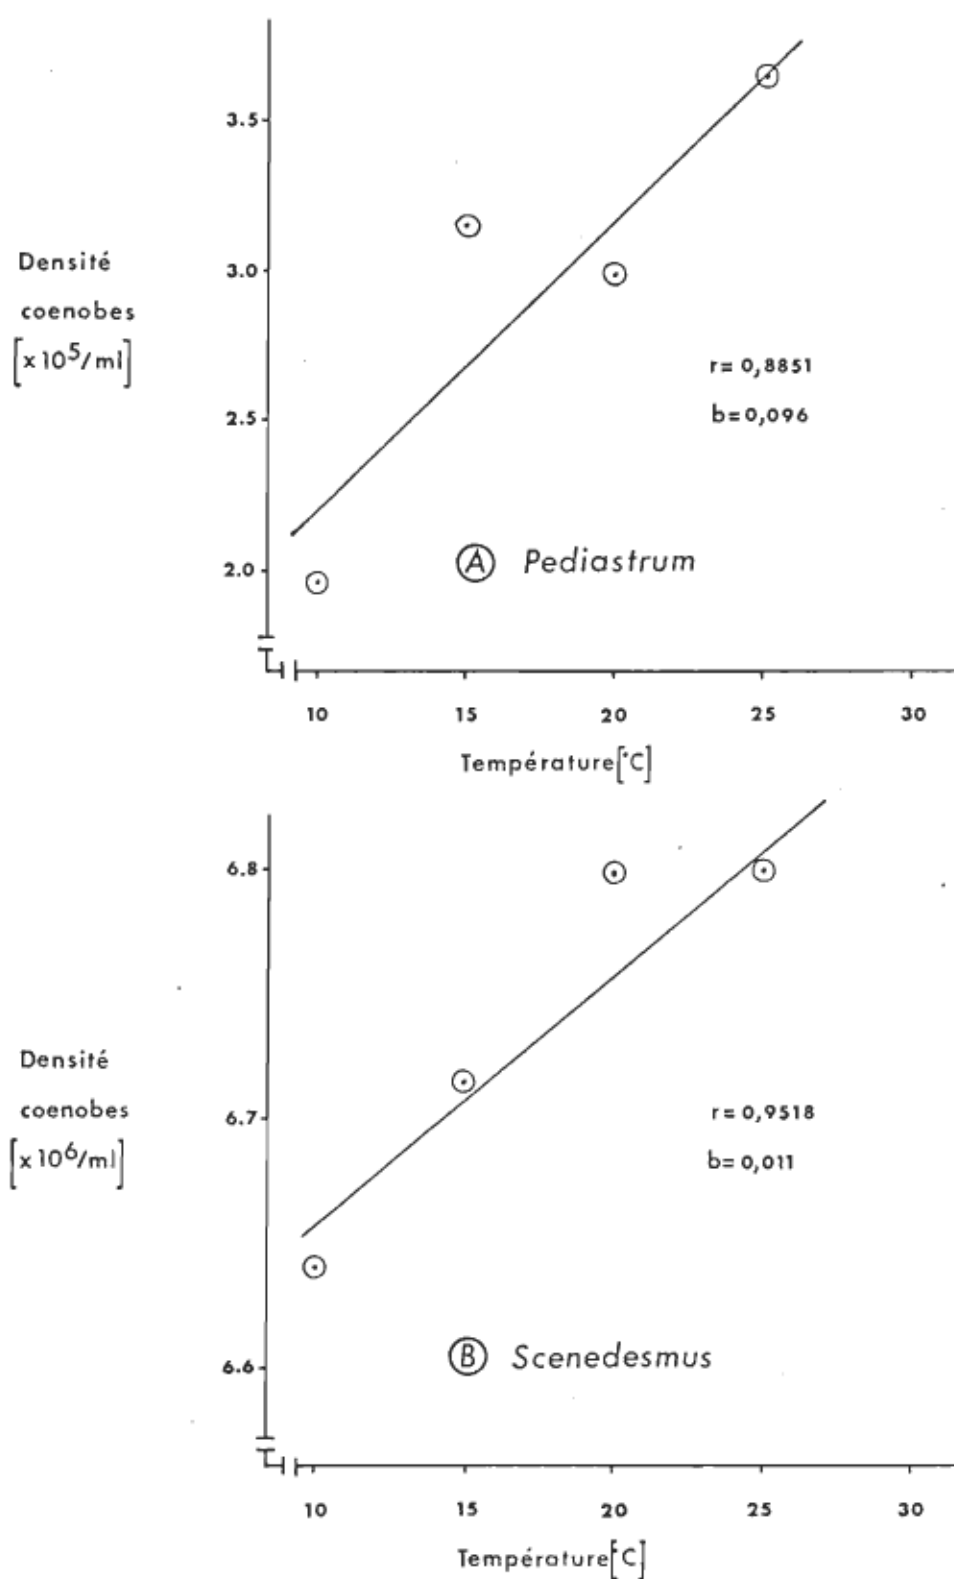 3.5
3.0
Densité
coenobes
[x10⁵/ml]
r= 0,8851
b=0,096
2.5
2.0
Ⓐ Pediastrum
10 15 20 25 30
Température[°C]
6.8
Densité
coenobes
[x10⁶/ml]
6.7
r=0,9518
b=0,011
6.6
Ⓑ Scenedesmus
10 15 20 25 30
Température[°C]